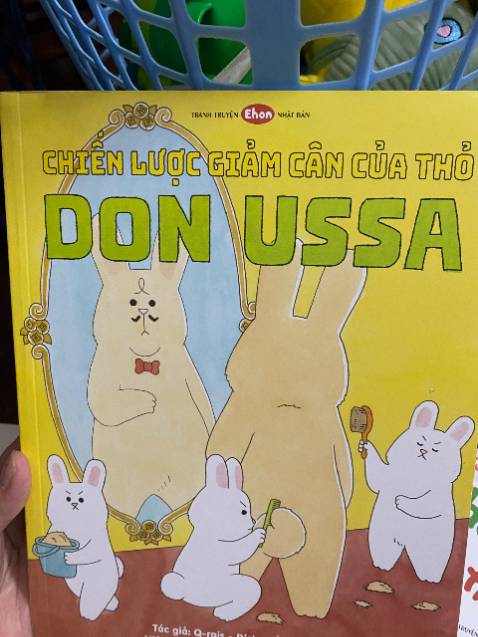 TRANH TRUYỆN Ehon NHẬT BẢN
CHIẾN LƯỢC GIẢM CÂN CỦA THỎ
DON USSA
Tác giả: Q-rais